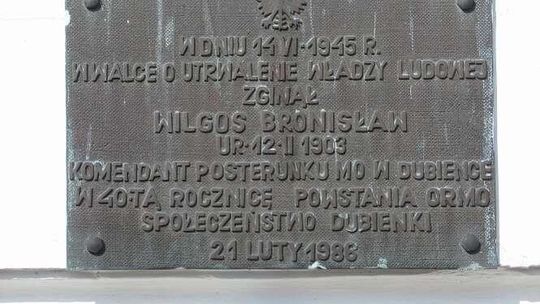 W DNIU 14 VI-1945 R.
W WALCE O UTRWALENIE WŁADZY LUDOWEJ
ZGINĄŁ
WILGOS BRONISŁAW
UR·12·II 1903
KOMENDANT POSTERUNKU MO W DUBIENCE
W 40-TĄ ROCZNICĘ POWSTANIA ORMO
SPOŁECZEŃSTWO DUBIENKI
21 LUTY 1986